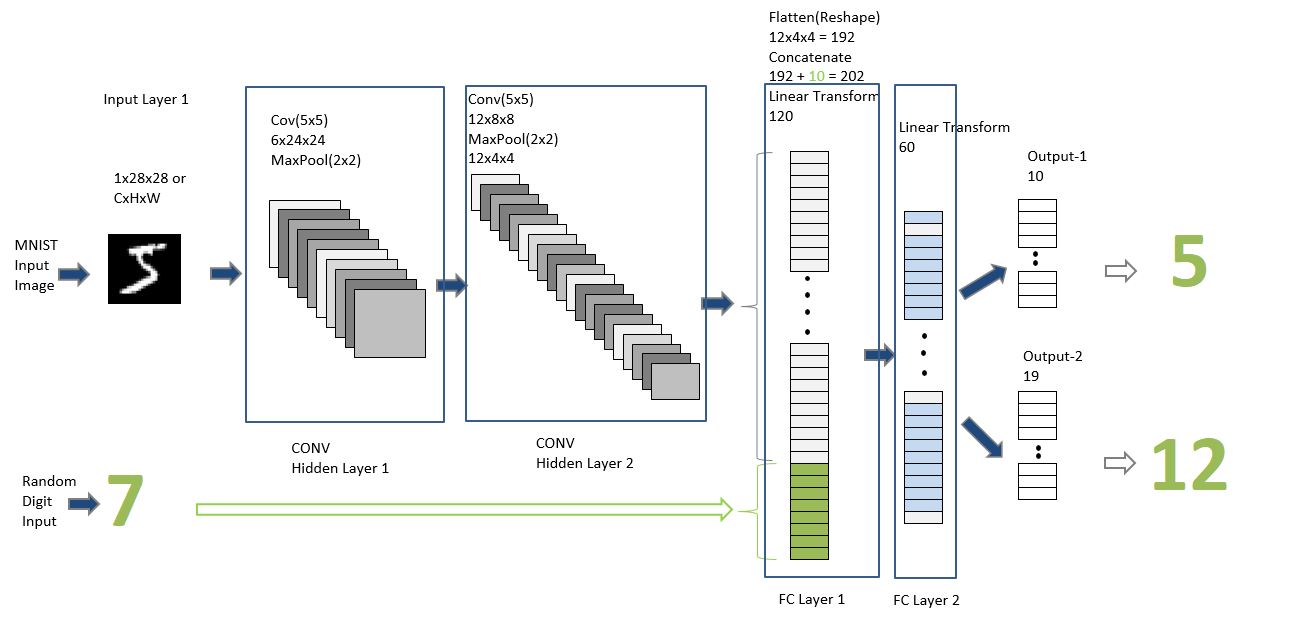 Flatten(Reshape)
12x4x4 = 192
Concatenate
192 + 10 = 202
Linear Transform
120
Input Layer 1
Cov(5x5)
6x24x24
MaxPool(2x2)
Conv(5x5)
12x8x8
MaxPool(2x2)
12x4x4
Linear Transform
60
1x28x28 or
CxHxW
Output-1
10
MNIST
Input
Image
5
5
Output-2
19
CONV
Hidden Layer 1
CONV
Hidden Layer 2
Random
Digit
Input
7
12
FC Layer 1
FC Layer 2